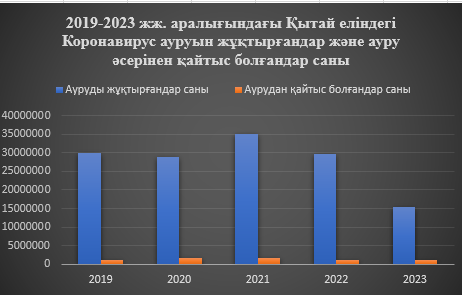 2019-2023 жж. аралығындағы Қытай еліндегі
Коронавирус ауруын жұқтырғандар және ауру
әсерінен қайтыс болғандар саны
Ауруды жұқтырғандар саны Аурудан қайтыс болғандар саны
40000000
35000000
30000000
25000000
20000000
15000000
10000000
5000000
0
2019 2020 2021 2022 2023